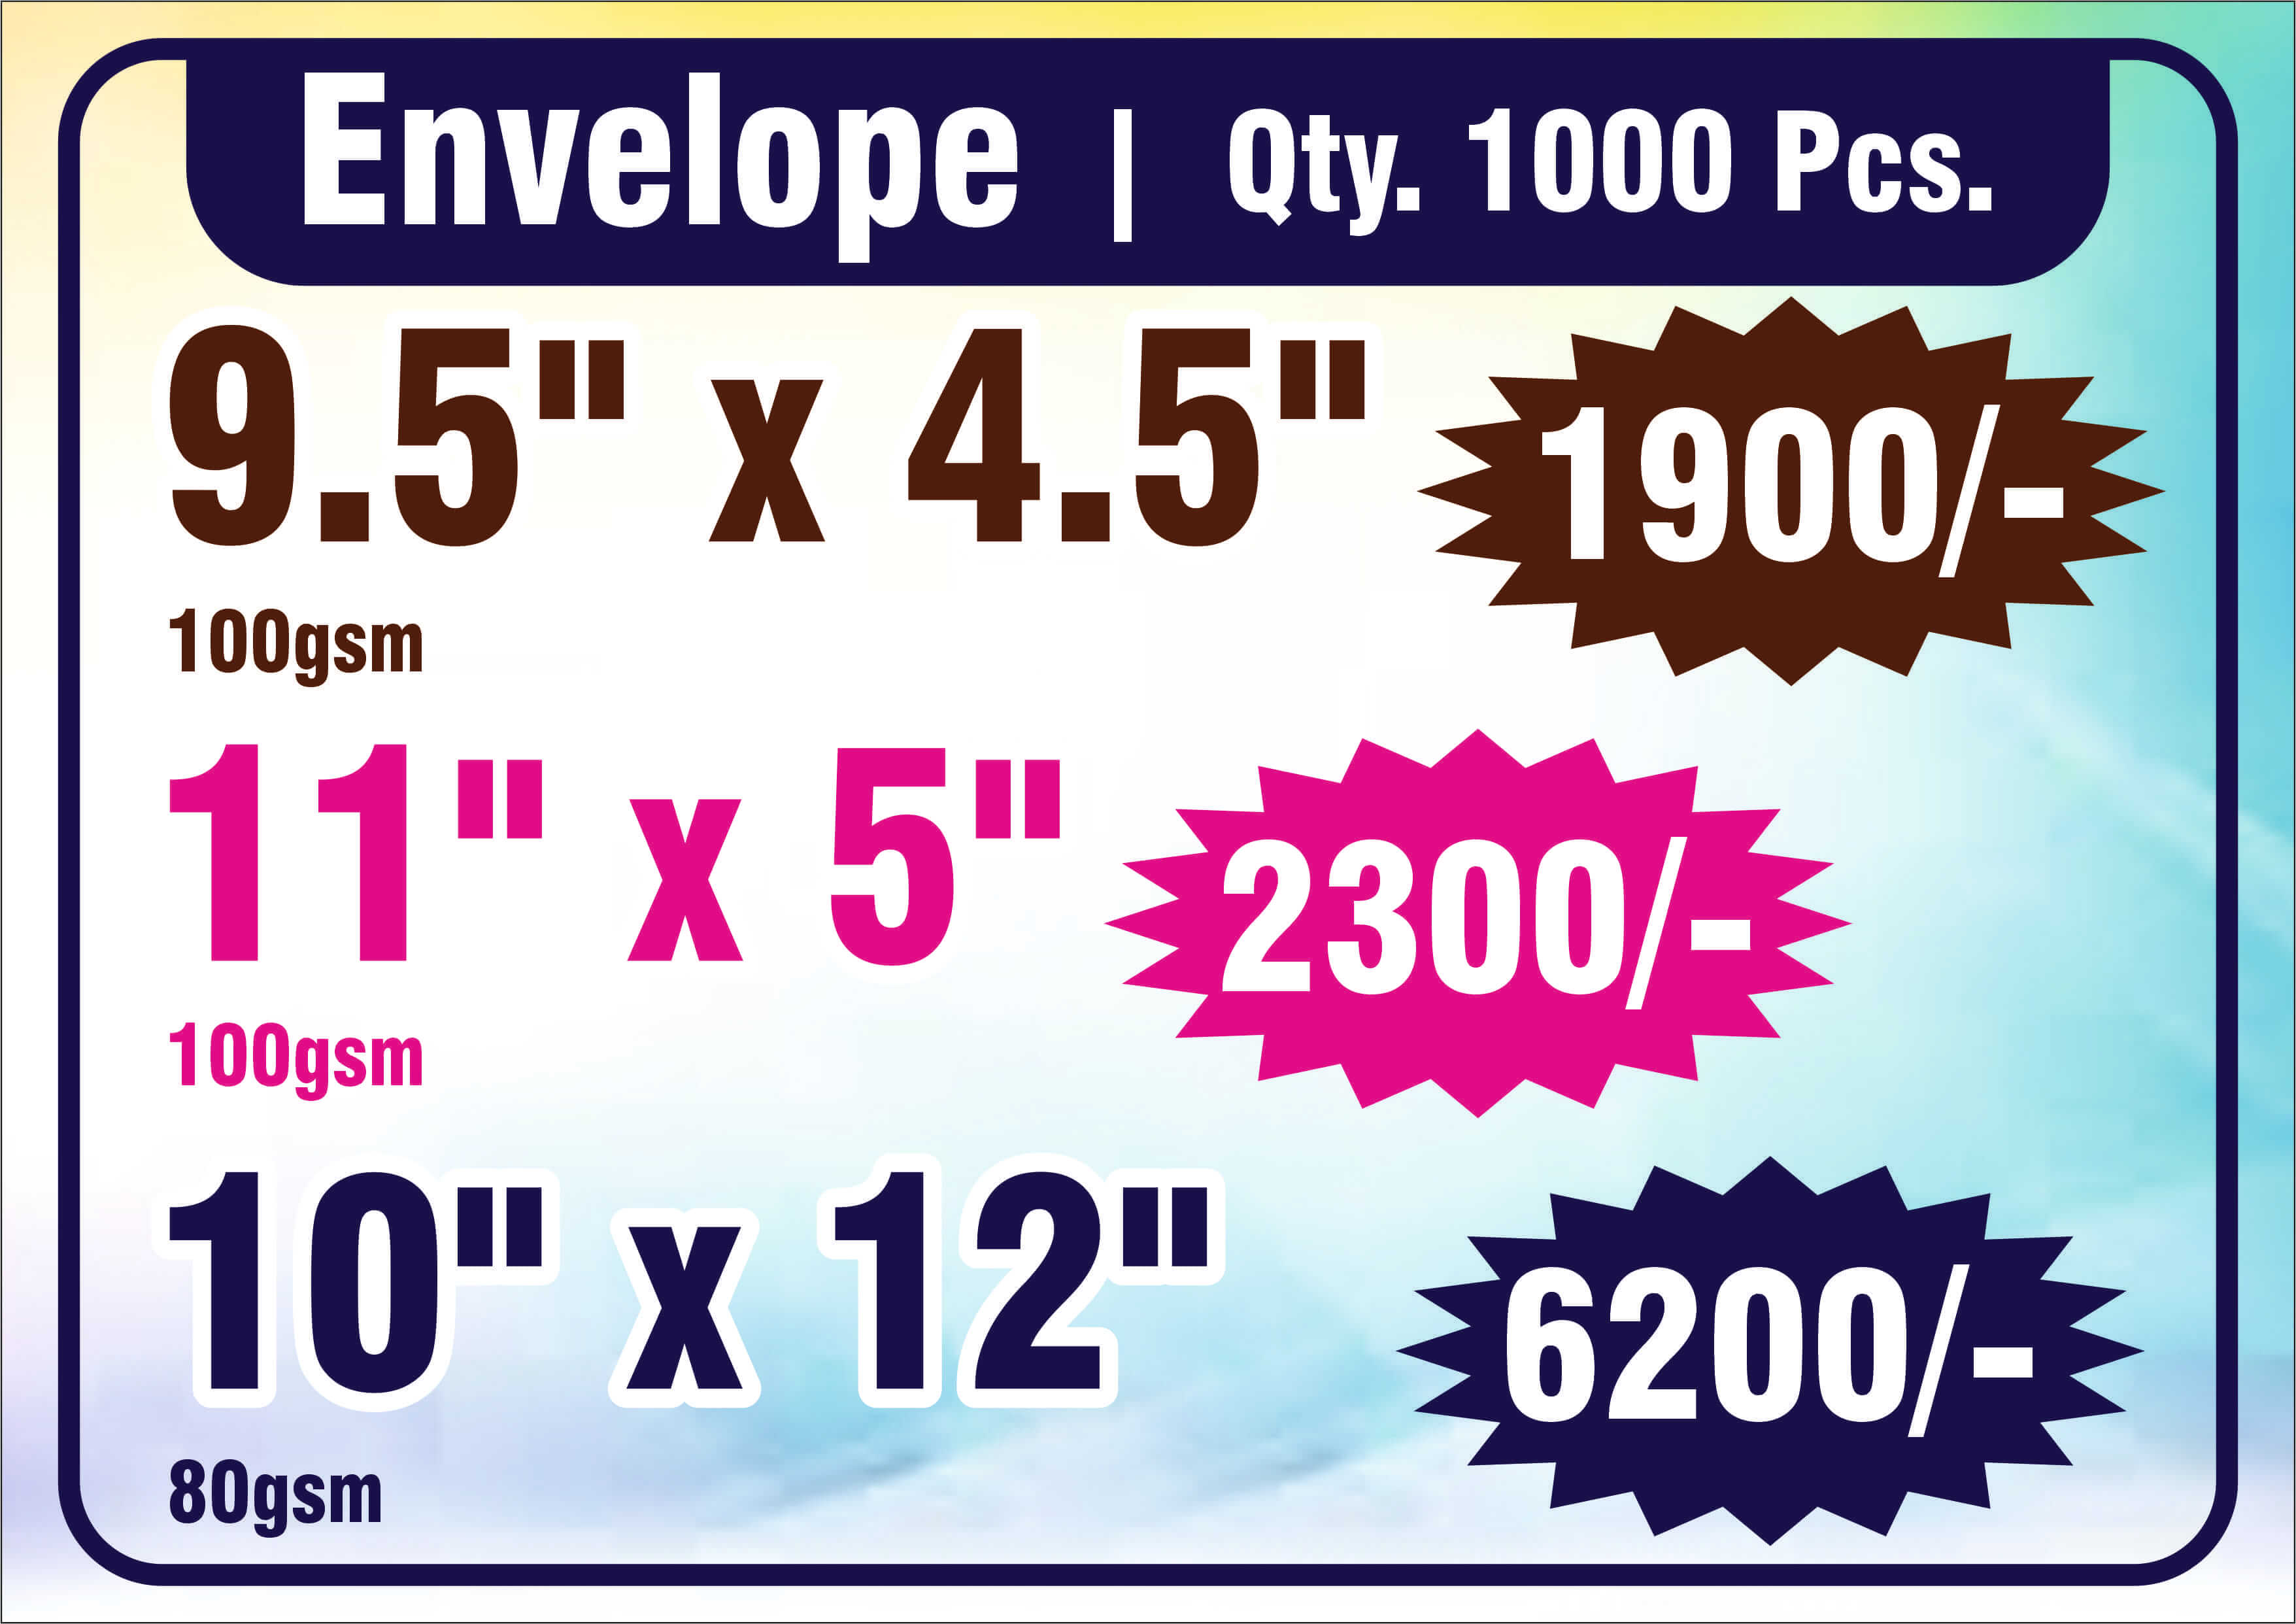 Envelope | Qty. 1000 Pcs.
9.5" x 4.5" 1900/-
100gsm
11" x 5" 2300/-
100gsm
10" x 12" 6200/-
80gsm